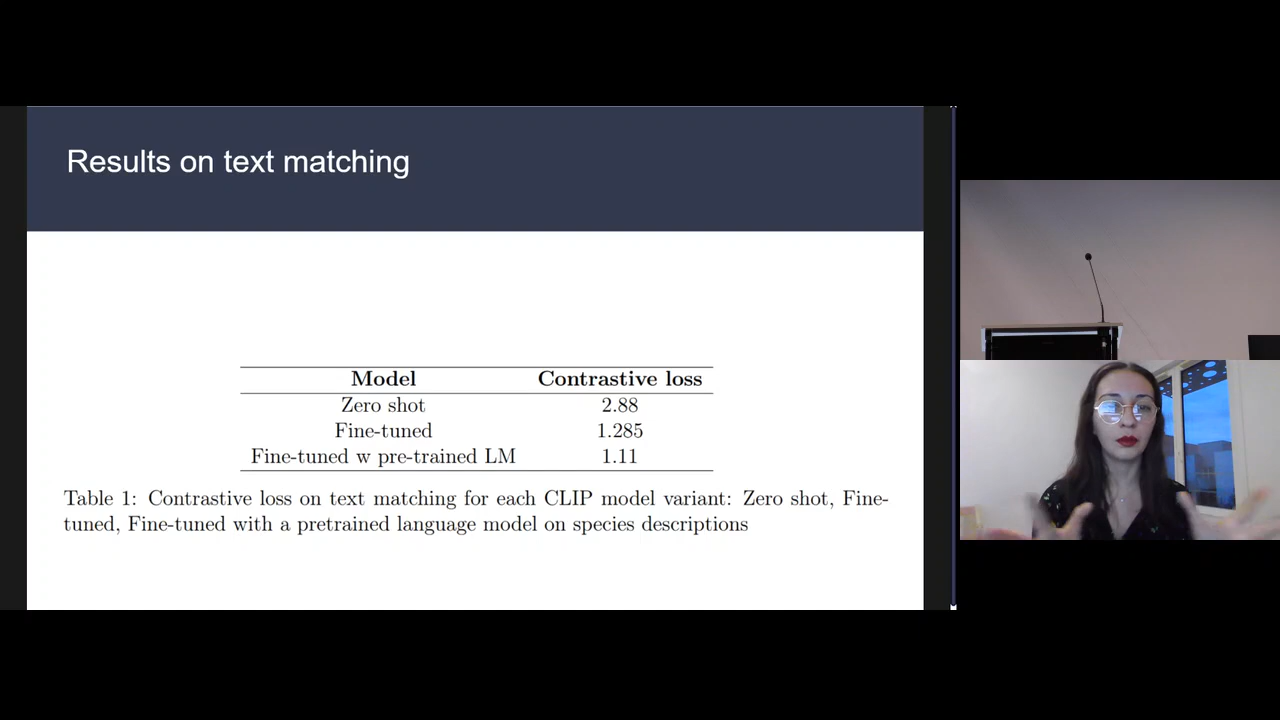 Results on text matching
Model Contrastive loss
Zero shot 2.88
Fine-tuned 1.285
Fine-tuned w pre-trained LM 1.11
Table 1: Contrastive loss on text matching for each CLIP model variant: Zero shot, Fine-
tuned, Fine-tuned with a pretrained language model on species descriptions